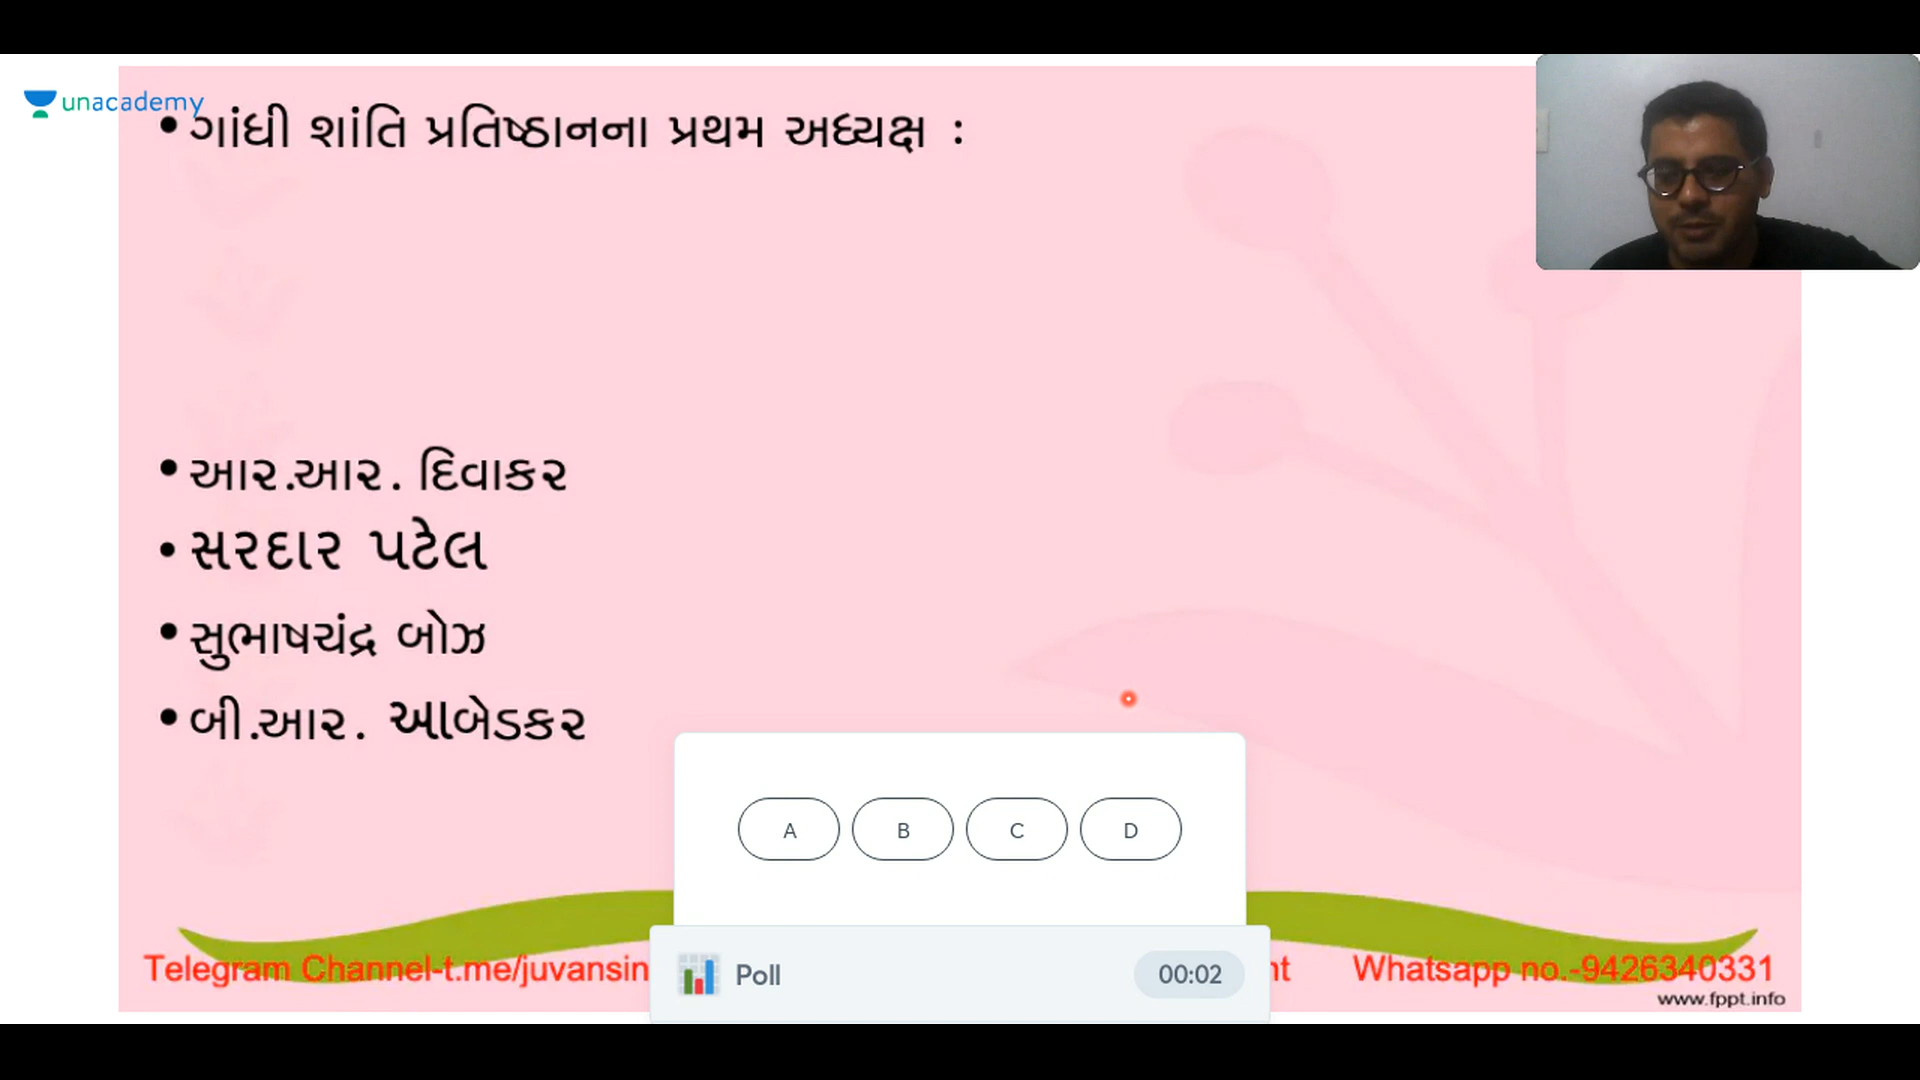 unacademy
• ગાંધી શાંતિ પ્રતિષ્ઠાનના પ્રથમ અધ્યક્ષ :
• આર.આર. દિવાકર
• સરદાર પટેલ
• સુભાષચંદ્ર બોઝ
• બી.આર. આબેડકર
A B C D
Telegram Channel-t.me/juvansin
Whatsapp no.-9426340331
Poll 00:02
www.fppt.info